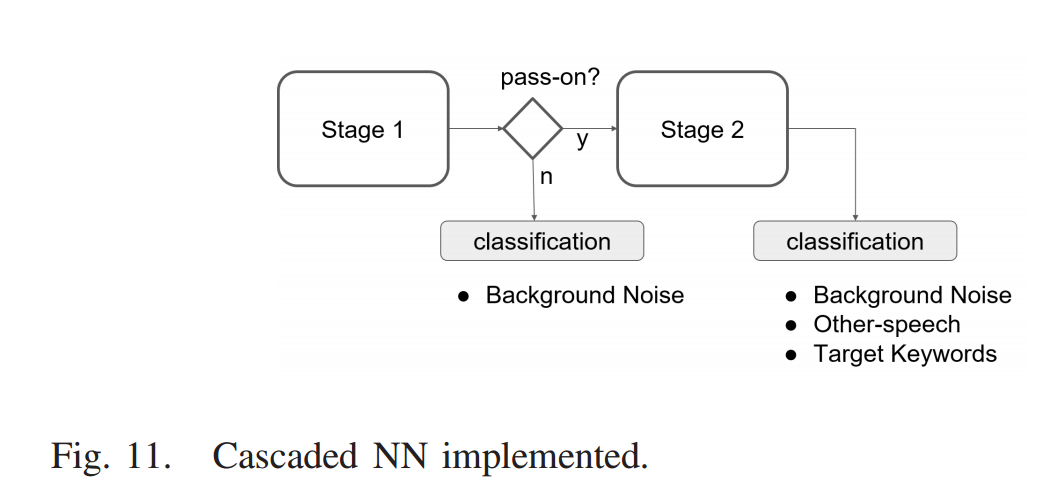 pass-on?
Stage 1
y
Stage 2
n
classification
classification
● Background Noise
● Background Noise
● Other-speech
● Target Keywords
Fig. 11. Cascaded NN implemented.